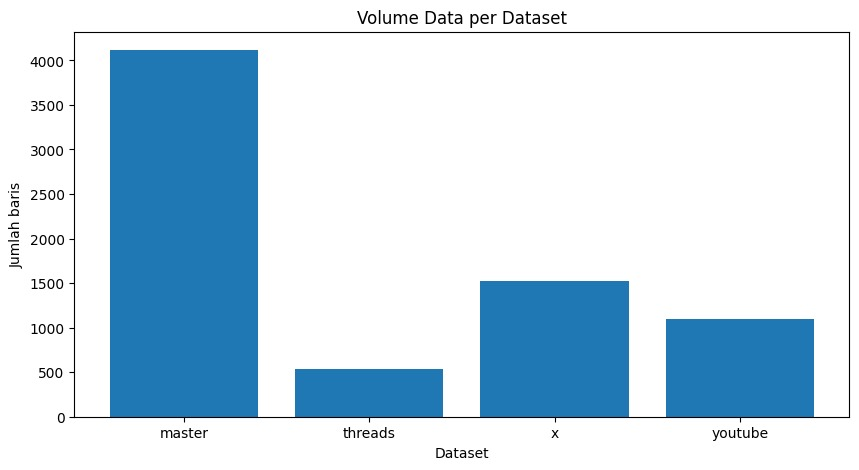 Volume Data per Dataset
Jumlah baris
4000
3500
3000
2500
2000
1500
1000
500
0
master threads x youtube
Dataset